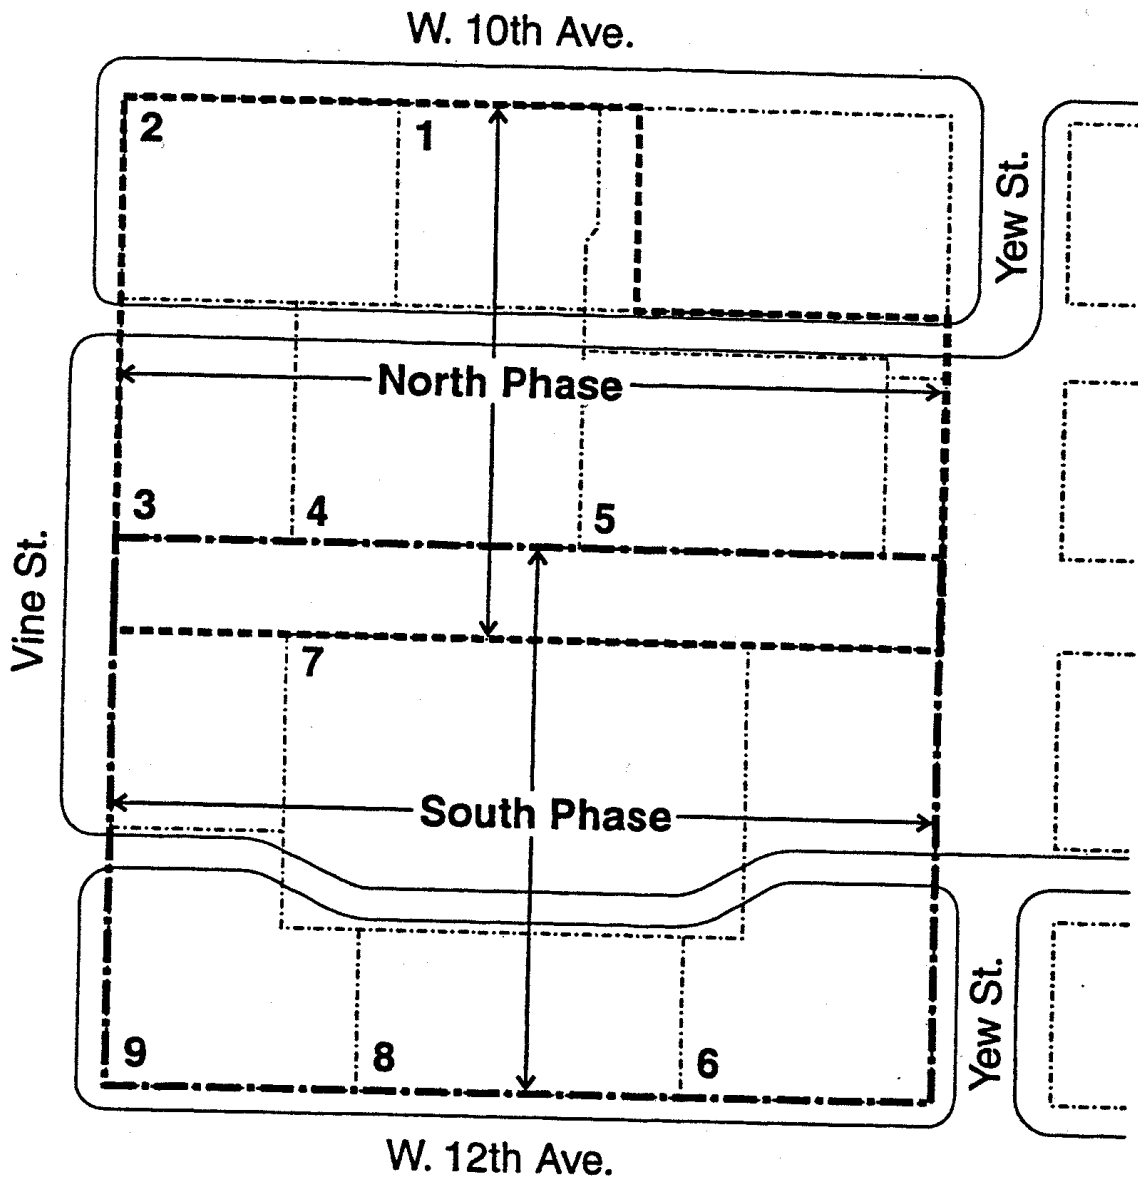 W. 10th Ave.
2
1
Yew St.
North Phase
3
4
5
Vine St.
7
South Phase
9
8
6
Yew St.
W. 12th Ave.